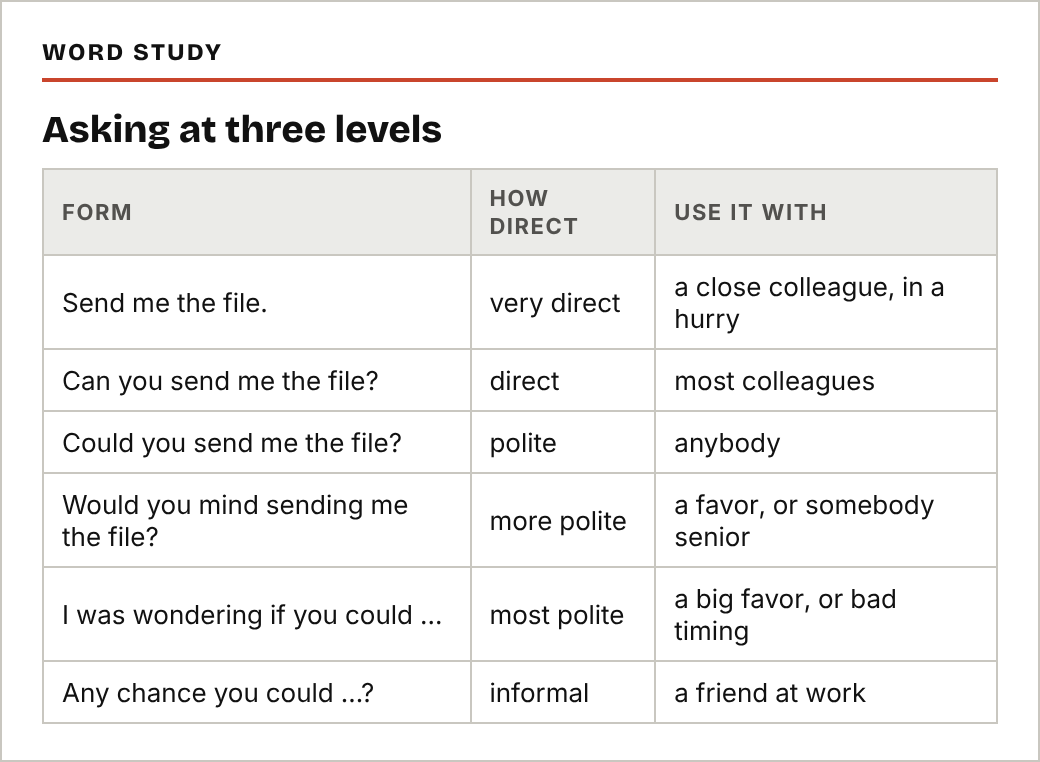 WORD STUDY
Asking at three levels
FORM
HOW
DIRECT
USE IT WITH
Send me the file.
very direct
a close colleague, in a
hurry
Can you send me the file?
direct
most colleagues
Could you send me the file?
polite
anybody
Would you mind sending me
the file?
more polite
a favor, or somebody
senior
I was wondering if you could ...
most polite
a big favor, or bad
timing
Any chance you could ...?
informal
a friend at work